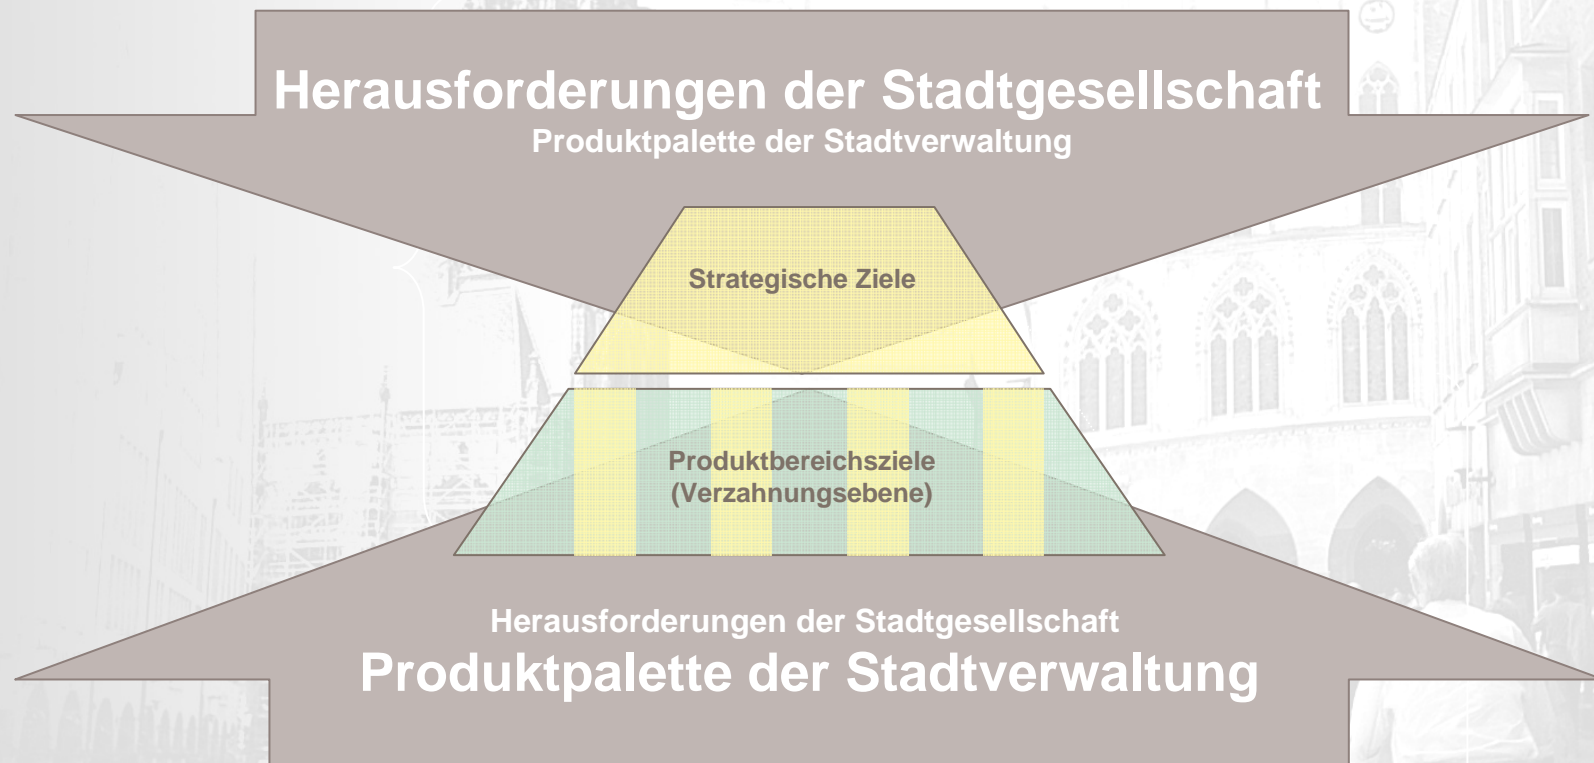 Herausforderungen der Stadtgesellschaft
Produktpalette der Stadtverwaltung
Strategische Ziele
Produktbereichsziele
(Verzahnungsebene)
Herausforderungen der Stadtgesellschaft
Produktpalette der Stadtverwaltung